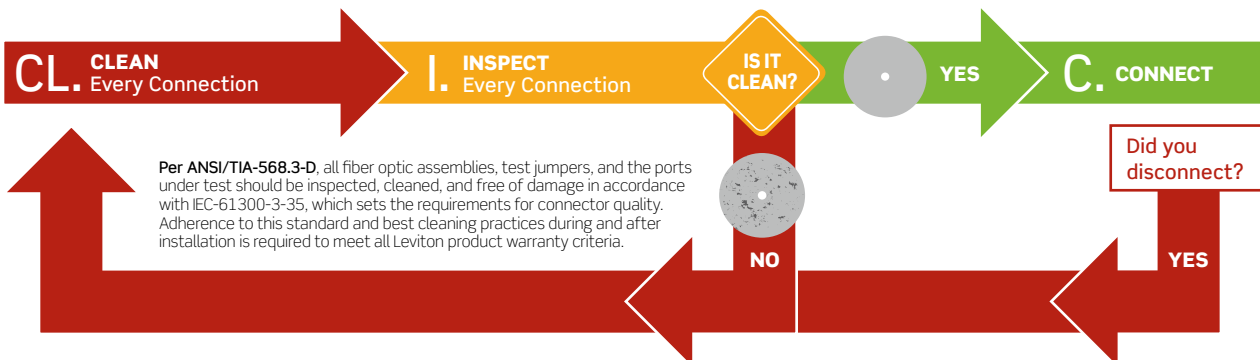 CL. CLEAN
Every Connection
I. INSPECT
Every Connection
IS IT
CLEAN?
YES
C. CONNECT
Did you
disconnect?
Per ANSI/TIA-568.3-D, all fiber optic assemblies, test jumpers, and the ports
under test should be inspected, cleaned, and free of damage in accordance
with IEC-61300-3-35, which sets the requirements for connector quality.
Adherence to this standard and best cleaning practices during and after
installation is required to meet all Leviton product warranty criteria.
NO
YES